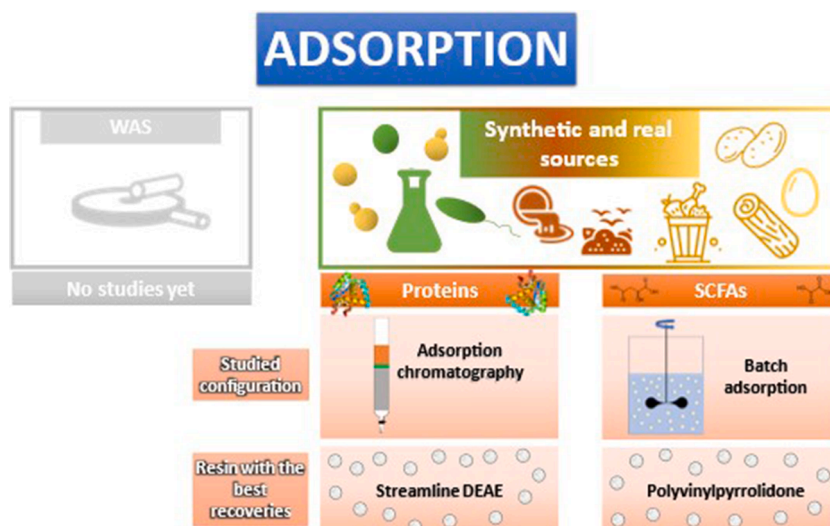 ADSORPTION
WAS
No studies yet
Synthetic and real
sources
Proteins
SCFAs
Studied
configuration
Adsorption
chromatography
Batch
adsorption
Resin with the
best
recoveries
Streamline DEAE
Polyvinylpyrrolidone